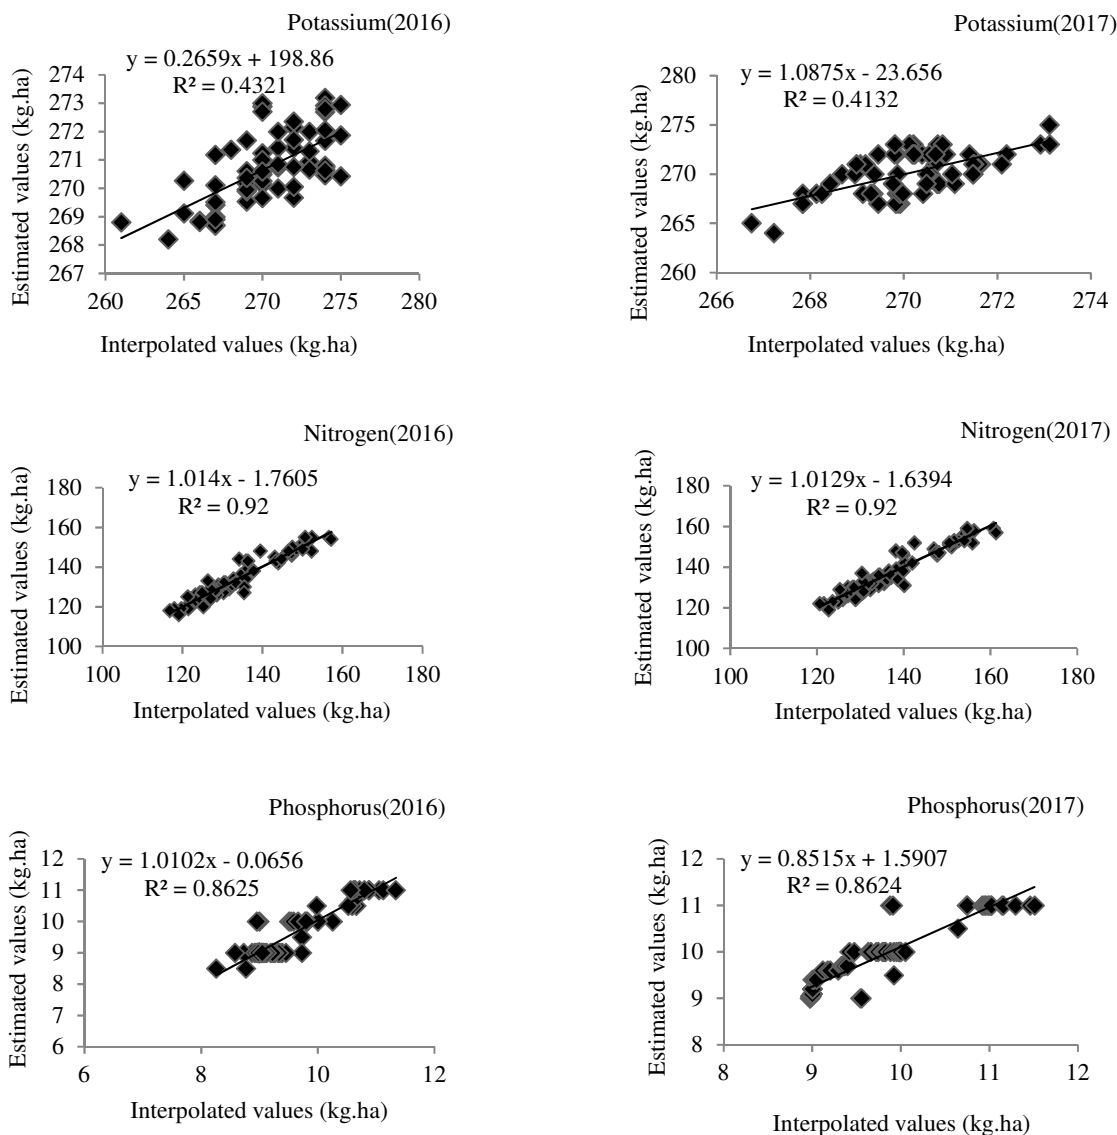 Potassium(2016)
y = 0.2659x + 198.86
R² = 0.4321
Estimated values (kg.ha)
274
273
272
271
270
269
268
267
260
265
270
275
280
Interpolated values (kg.ha)
Potassium(2017)
y = 1.0875x - 23.656
R² = 0.4132
Estimated values (kg.ha)
280
275
270
265
260
266
268
270
272
274
Interpolated values (kg.ha)
Nitrogen(2016)
y = 1.014x - 1.7605
R² = 0.92
Estimated values (kg.ha)
180
160
140
120
100
100
120
140
160
180
Interpolated values (kg.ha)
Nitrogen(2017)
y = 1.0129x - 1.6394
R² = 0.92
Estimated values (kg.ha)
180
160
140
120
100
100
120
140
160
180
Interpolated values (kg.ha)
Phosphorus(2016)
y = 1.0102x - 0.0656
R² = 0.8625
Estimated values (kg.ha)
12
11
10
9
8
7
6
6
8
10
12
Interpolated values (kg.ha)
Phosphorus(2017)
y = 0.8515x + 1.5907
R² = 0.8624
Estimated values (kg.ha)
12
11
10
9
8
8
9
10
11
12
Interpolated values (kg.ha)